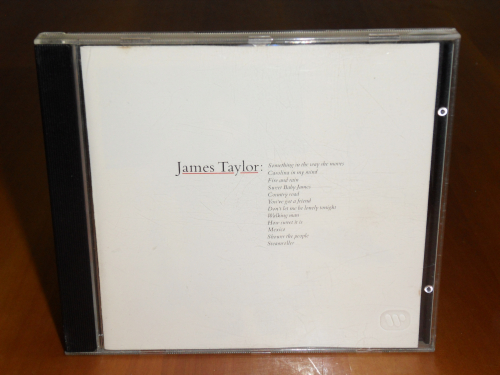 James Taylor:
Something in the way she moves
Carolina in my mind
Fire and rain
Sweet Baby James
Country road
You've got a friend
Don't let me be lonely tonight
Walking man
How sweet it is
Mexico
Shower the people
Steamroller